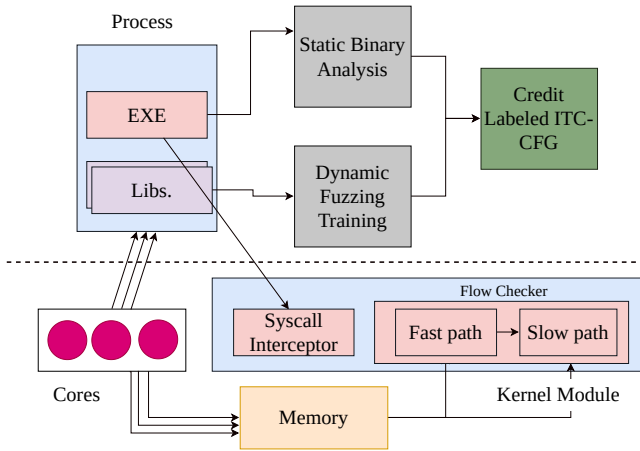 Process
EXE
Libs.
Static Binary
Analysis
Dynamic
Fuzzing
Training
Credit
Labeled ITC-
CFG
Flow Checker
Syscall
Interceptor
Fast path
Slow path
Cores
Memory
Kernel Module